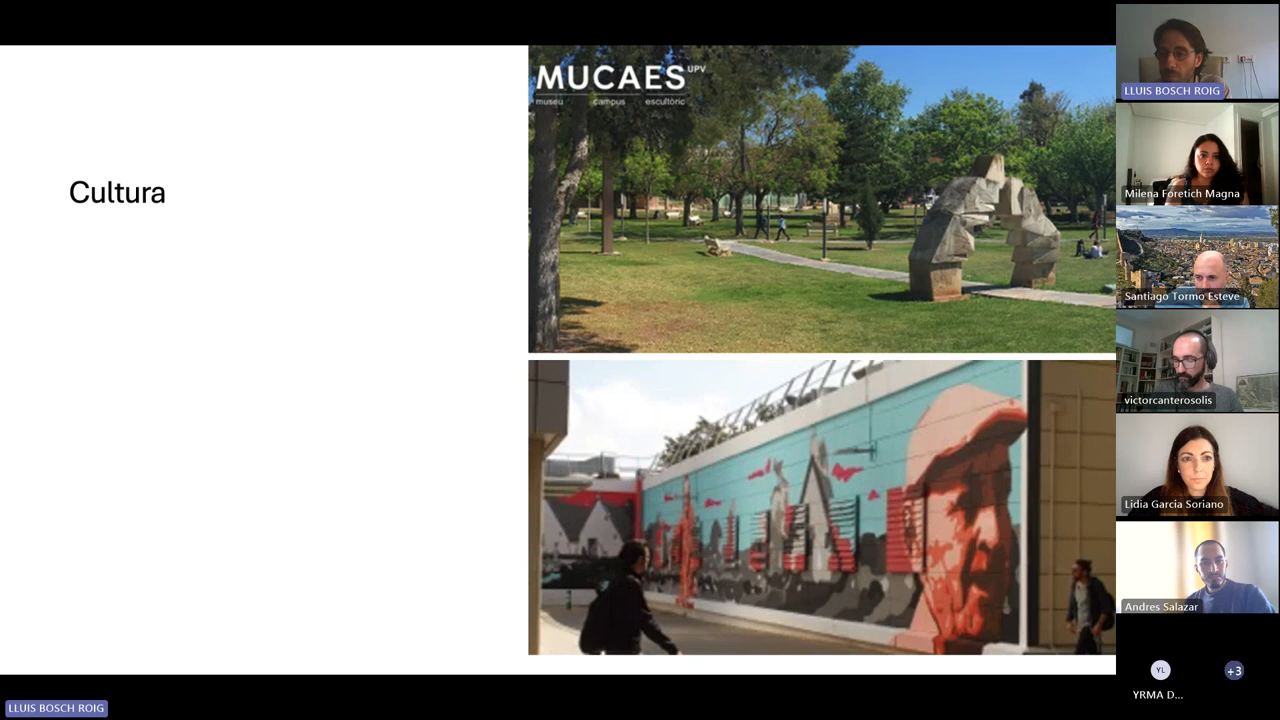 Cultura
MUCAES UPV
museu campus escultòric
LLUIS BOSCH ROIG
Milena Foretich Magna
Santiago Tormo Esteve
victorcanterosolis
Lidia Garcia Soriano
Andres Salazar
YL
+3
YRMA D...
LLUIS BOSCH ROIG